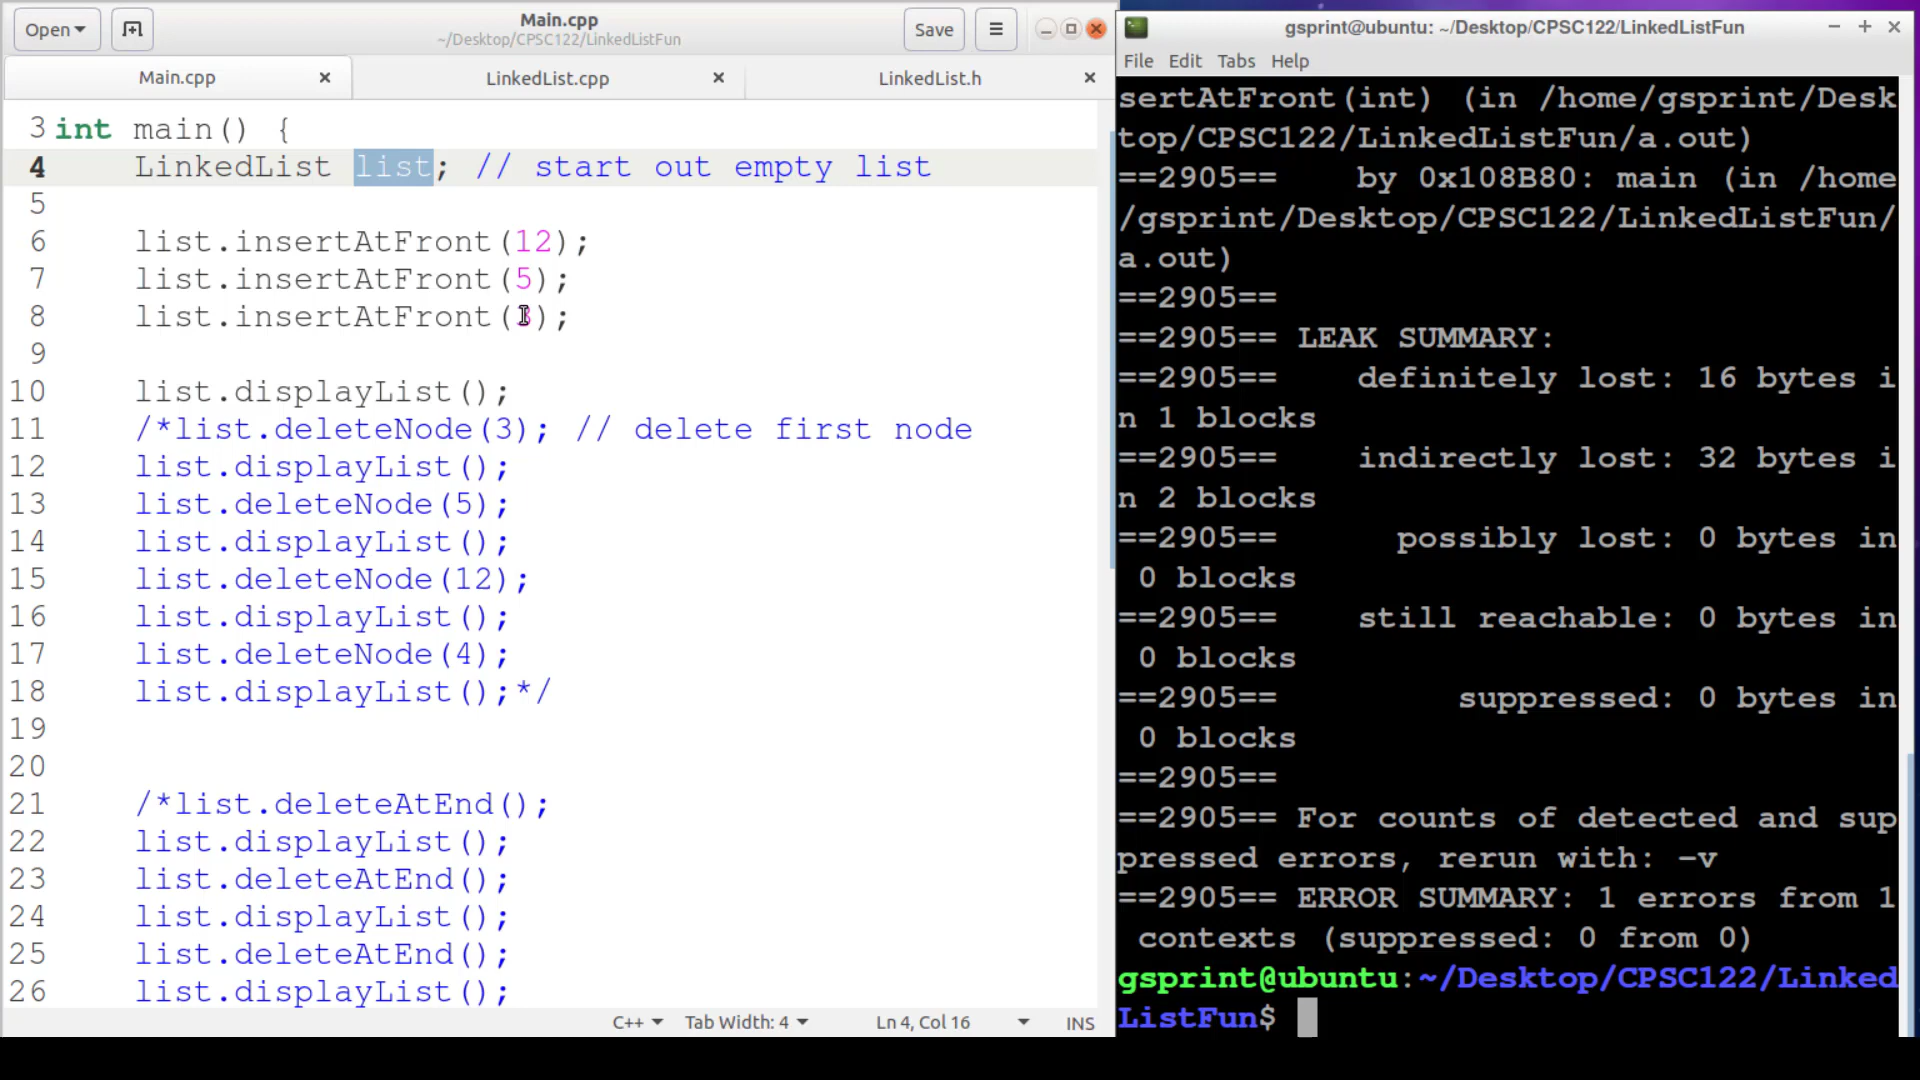 Open
Main.cpp
~/Desktop/CPSC122/LinkedListFun
Save
Main.cpp
LinkedList.cpp
LinkedList.h
3 int main() {
4 LinkedList list; // start out empty list
5
6 list.insertAtFront(12);
7 list.insertAtFront(5);
8 list.insertAtFront(3);
9
10 list.displayList();
11 /*list.deleteNode(3); // delete first node
12 list.displayList();
13 list.deleteNode(5);
14 list.displayList();
15 list.deleteNode(12);
16 list.displayList();
17 list.deleteNode(4);
18 list.displayList();*/
19
20
21 /*list.deleteAtEnd();
22 list.displayList();
23 list.deleteAtEnd();
24 list.displayList();
25 list.deleteAtEnd();
26 list.displayList();
C++ Tab Width: 4 Ln 4, Col 16 INS
gsprint@ubuntu: ~/Desktop/CPSC122/LinkedListFun
File Edit Tabs Help
sertAtFront(int) (in /home/gsprint/Desk
top/CPSC122/LinkedListFun/a.out)
==2905==    by 0x108B80: main (in /home
/gsprint/Desktop/CPSC122/LinkedListFun/
a.out)
==2905==
==2905== LEAK SUMMARY:
==2905==    definitely lost: 16 bytes i
n 1 blocks
==2905==    indirectly lost: 32 bytes i
n 2 blocks
==2905==      possibly lost: 0 bytes in
 0 blocks
==2905==    still reachable: 0 bytes in
 0 blocks
==2905==         suppressed: 0 bytes in
 0 blocks
==2905==
==2905== For counts of detected and sup
pressed errors, rerun with: -v
==2905== ERROR SUMMARY: 1 errors from 1
 contexts (suppressed: 0 from 0)
gsprint@ubuntu:~/Desktop/CPSC122/Linked
ListFun$